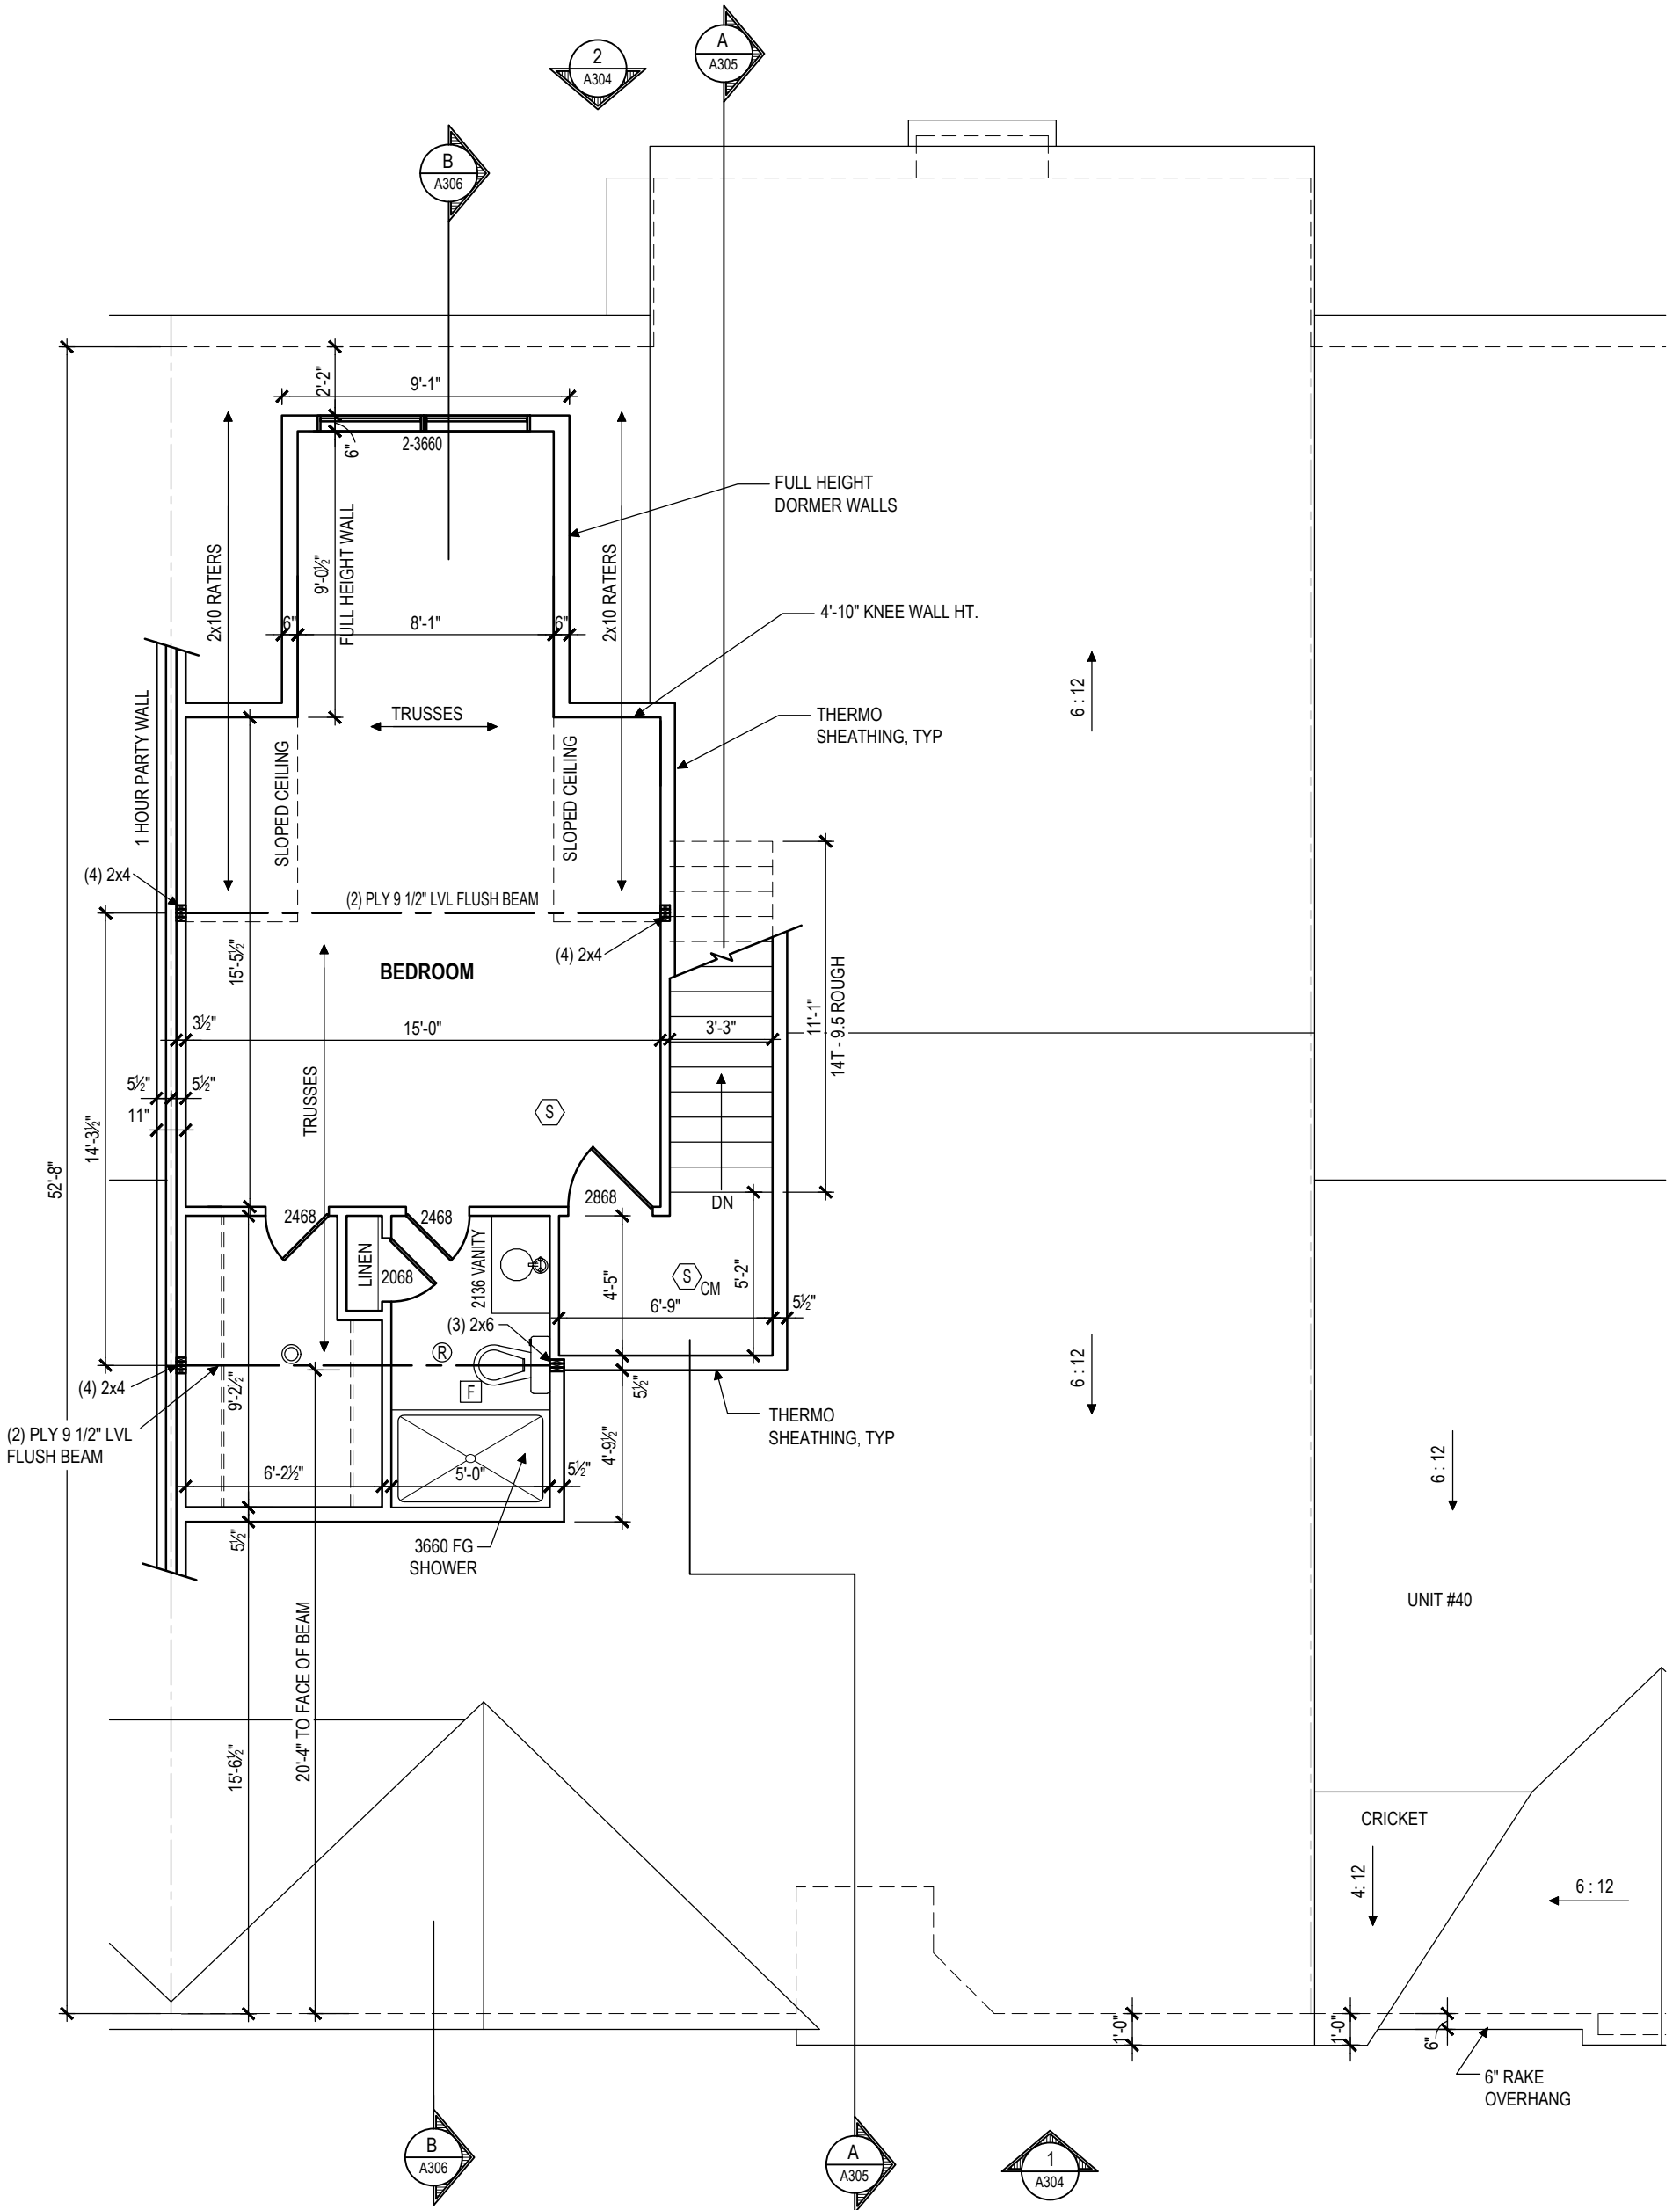 2
A304
A
A305
B
A306
9'-1"
2'-2"
6"
2-3660
FULL HEIGHT
DORMER WALLS
2x10 RATERS
9'-0½"
FULL HEIGHT WALL
2x10 RATERS
6"
8'-1"
6"
4'-10" KNEE WALL HT.
6 : 12
TRUSSES
THERMO
SHEATHING, TYP
1 HOUR PARTY WALL
SLOPED CEILING
SLOPED CEILING
(4) 2x4
(2) PLY 9 1/2" LVL FLUSH BEAM
(4) 2x4
BEDROOM
15'-5½"
3½"
15'-0"
3'-3"
11'-1"
14T - 9.5 ROUGH
5½"
5½"
11"
TRUSSES
S
14'-3½"
52'-8"
2468
2468
2868
DN
LINEN
2068
2136 VANITY
4'-5"
S
CM
5'-2"
6'-9"
5½"
(3) 2x6
R
F
(4) 2x4
9'-2½"
5½"
(2) PLY 9 1/2" LVL
FLUSH BEAM
THERMO
SHEATHING, TYP
6 : 12
6 : 12
6'-2½"
5'-0"
5½"
4'-9½"
5½"
3660 FG
SHOWER
UNIT #40
20'-4" TO FACE OF BEAM
15'-6½"
CRICKET
4: 12
6 : 12
1'-0"
1'-0"
6"
6" RAKE
OVERHANG
B
A306
A
A305
1
A304